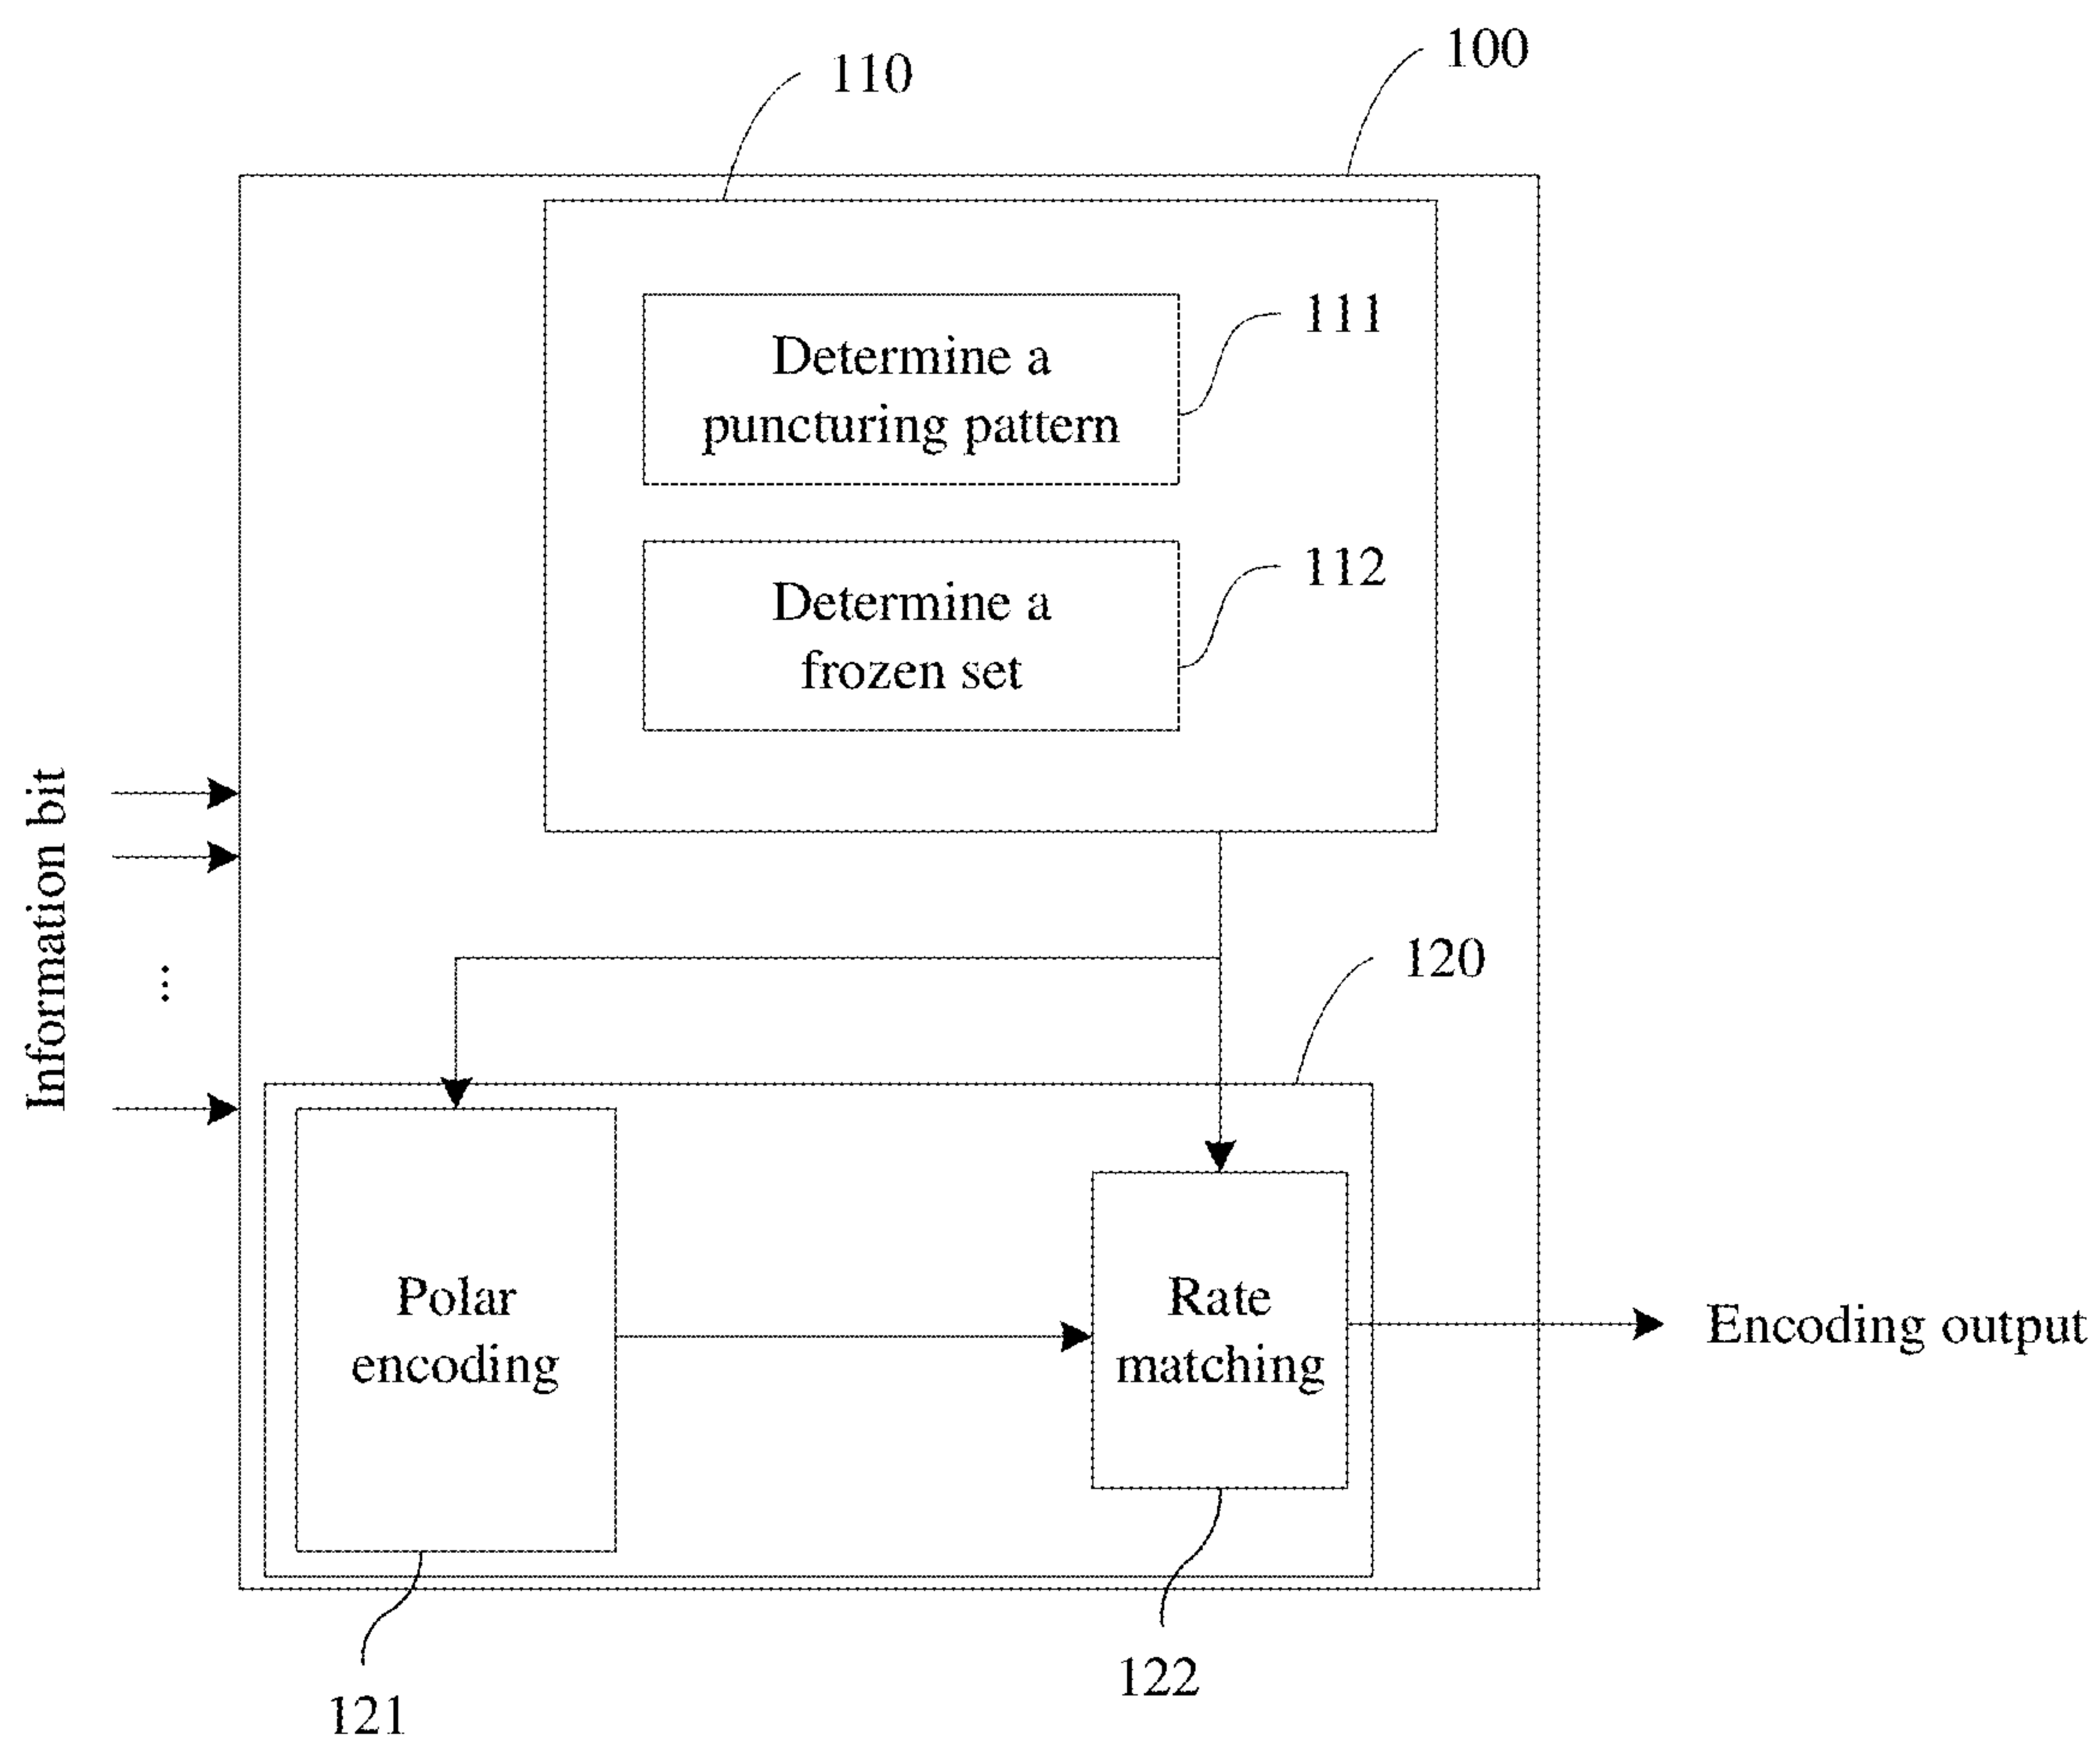 100
110
111
Determine a
puncturing pattern
112
Determine a
frozen set
Information bit
...
120
Polar
encoding
Rate
matching
Encoding output
122
121